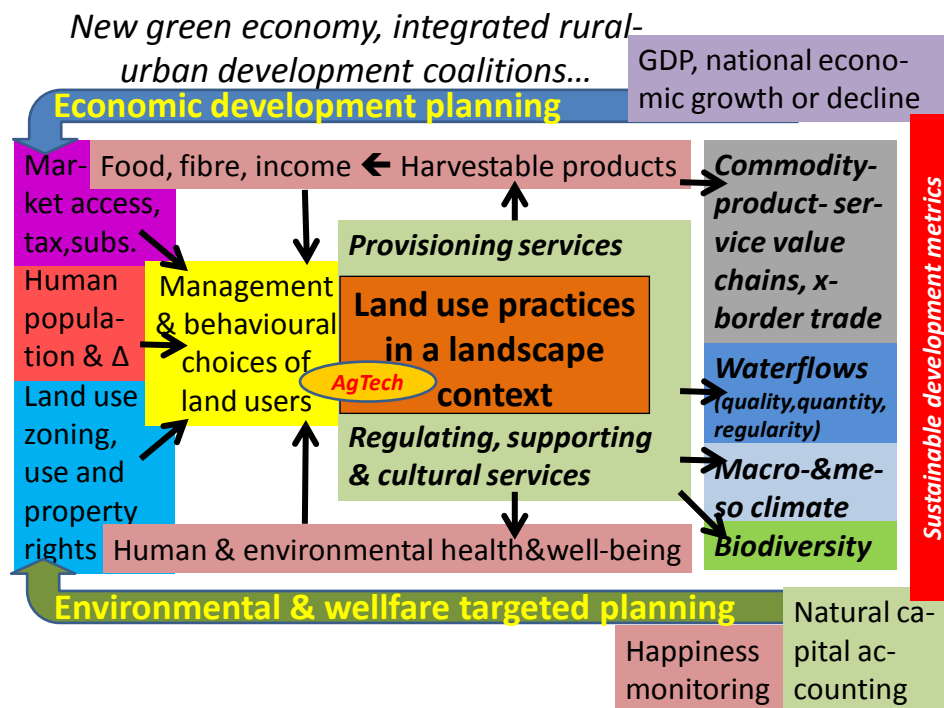 New green economy, integrated rural-
urban development coalitions…
GDP, national econo-
mic growth or decline
Economic development planning
Mar-
ket access,
tax,subs.
Food, fibre, income 🡸 Harvestable products
Commodity-
product- ser-
vice value
chains, x-
border trade
Sustainable development metrics
Provisioning services
Human
popula-
tion & Δ
Management
& behavioural
choices of
land users
Land use practices
in a landscape
context
AgTech
Waterflows
(quality,quantity,
regularity)
Land use
zoning,
use and
property
rights
Regulating, supporting
& cultural services
Macro-&me-
so climate
Biodiversity
Human & environmental health&well-being
Environmental & wellfare targeted planning
Happiness
monitoring
Natural ca-
pital ac-
counting